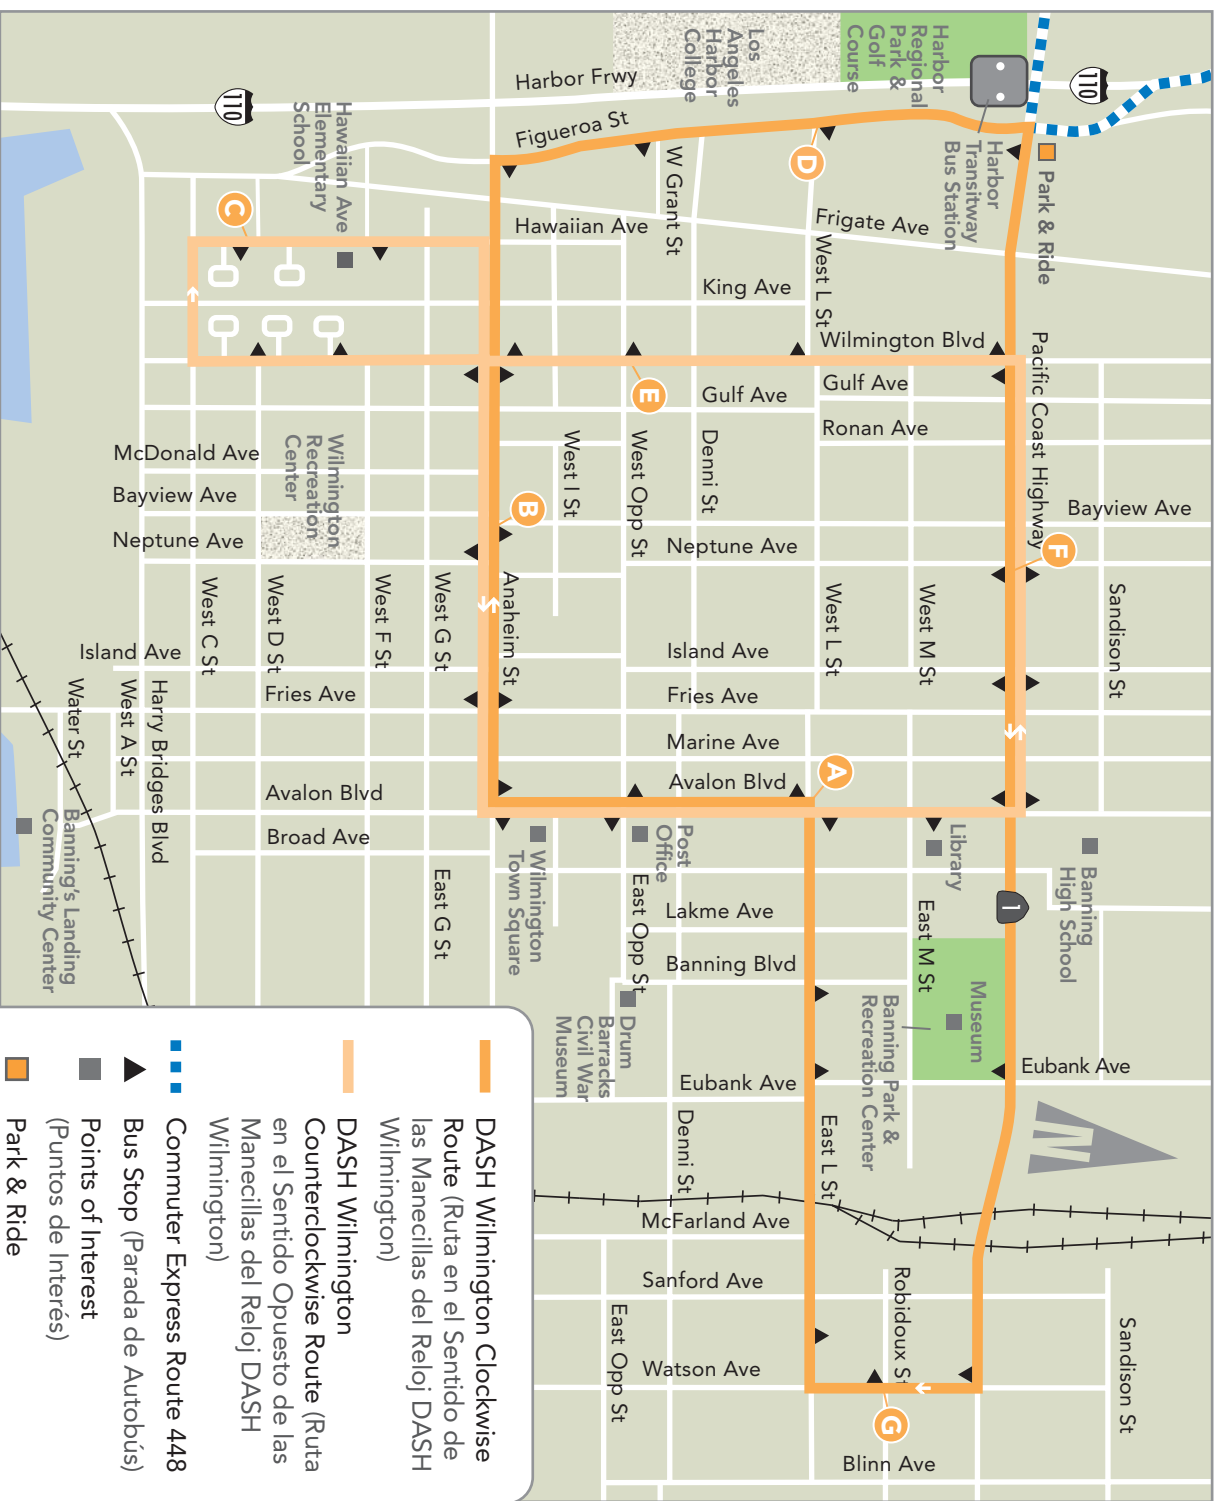 Harbor
Regional
Park &
Golf
Course
Los
Angeles
Harbor
College
Harbor Frwy
110
110
Figueroa St
Hawaiian Ave
Elementary
School
Harbor
Transitway
Bus Station
Park & Ride
W Grant St
D
C
Hawaiian Ave
Frigate Ave
West L St
King Ave
Wilmington Blvd
Pacific Coast Highway
E
Gulf Ave
Gulf Ave
Ronan Ave
McDonald Ave
Bayview Ave
Neptune Ave
Wilmington
Recreation
Center
West I St
West Opp St
Denni St
B
Bayview Ave
Neptune Ave
F
West C St
West D St
West F St
West G St
Anaheim St
West L St
West M St
Sandison St
Island Ave
Island Ave
Fries Ave
Fries Ave
Water St
West A St
Harry Bridges Blvd
Marine Ave
Avalon Blvd
Avalon Blvd
A
Broad Ave
Banning's Landing
Community Center
East G St
Wilmington
Town Square
Post
Office
East Opp St
Library
Banning
High School
1
Lakme Ave
East M St
Banning Blvd
Museum
Banning Park &
Recreation Center
Drum
Barracks
Civil War
Museum
Eubank Ave
Eubank Ave
Denni St
East L St
McFarland Ave
Sanford Ave
Robidoux St
East Opp St
Watson Ave
Sandison St
G
Blinn Ave
DASH Wilmington Clockwise
Route (Ruta en el Sentido de
las Manecillas del Reloj DASH
Wilmington)
DASH Wilmington
Counterclockwise Route (Ruta
en el Sentido Opuesto de las
Manecillas del Reloj DASH
Wilmington)
Commuter Express Route 448
Bus Stop (Parada de Autobús)
Points of Interest
(Puntos de Interés)
Park & Ride
N